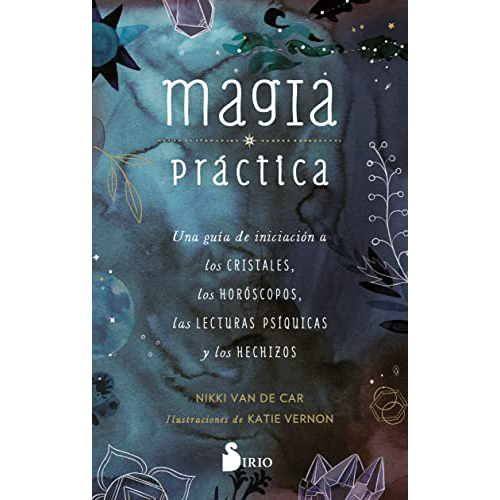 magia
práctica
Una guía de iniciación a
los CRISTALES,
los HORÓSCOPOS,
las LECTURAS PSÍQUICAS
y los HECHIZOS
NIKKI VAN DE CAR
Ilustraciones de KATIE VERNON
SIRIO